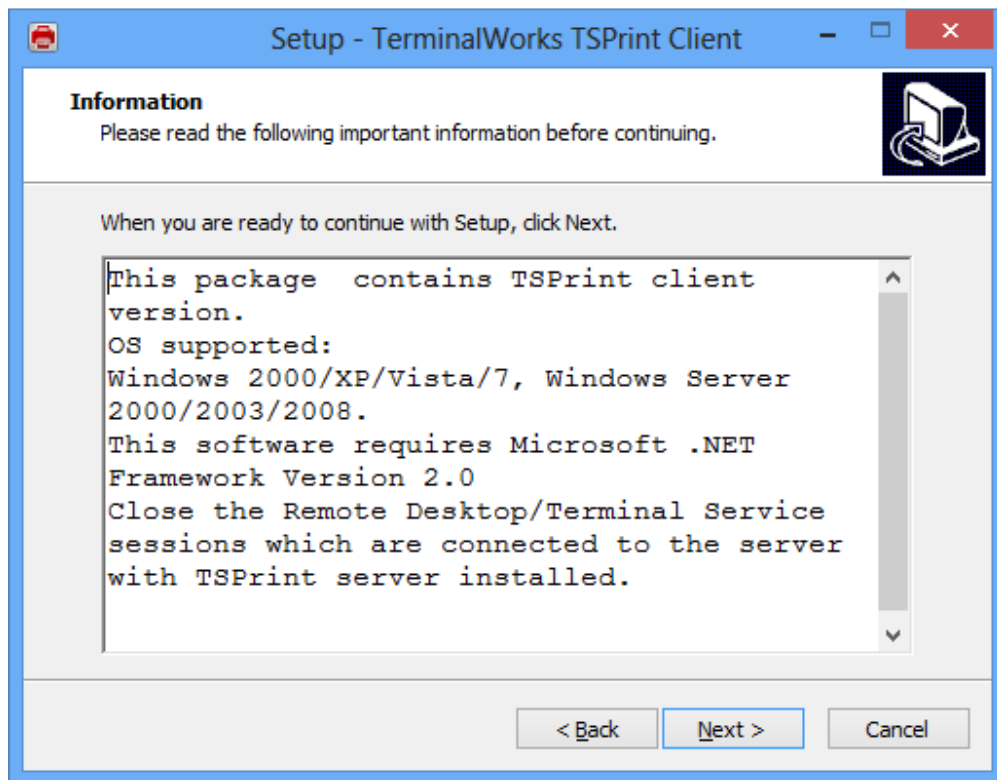 Setup - TerminalWorks TSPrint Client
Information
Please read the following important information before continuing.
When you are ready to continue with Setup, click Next.
This package  contains TSPrint client
version.
OS supported:
Windows 2000/XP/Vista/7, Windows Server
2000/2003/2008.
This software requires Microsoft .NET
Framework Version 2.0
Close the Remote Desktop/Terminal Service
sessions which are connected to the server
with TSPrint server installed.
< Back
Next >
Cancel